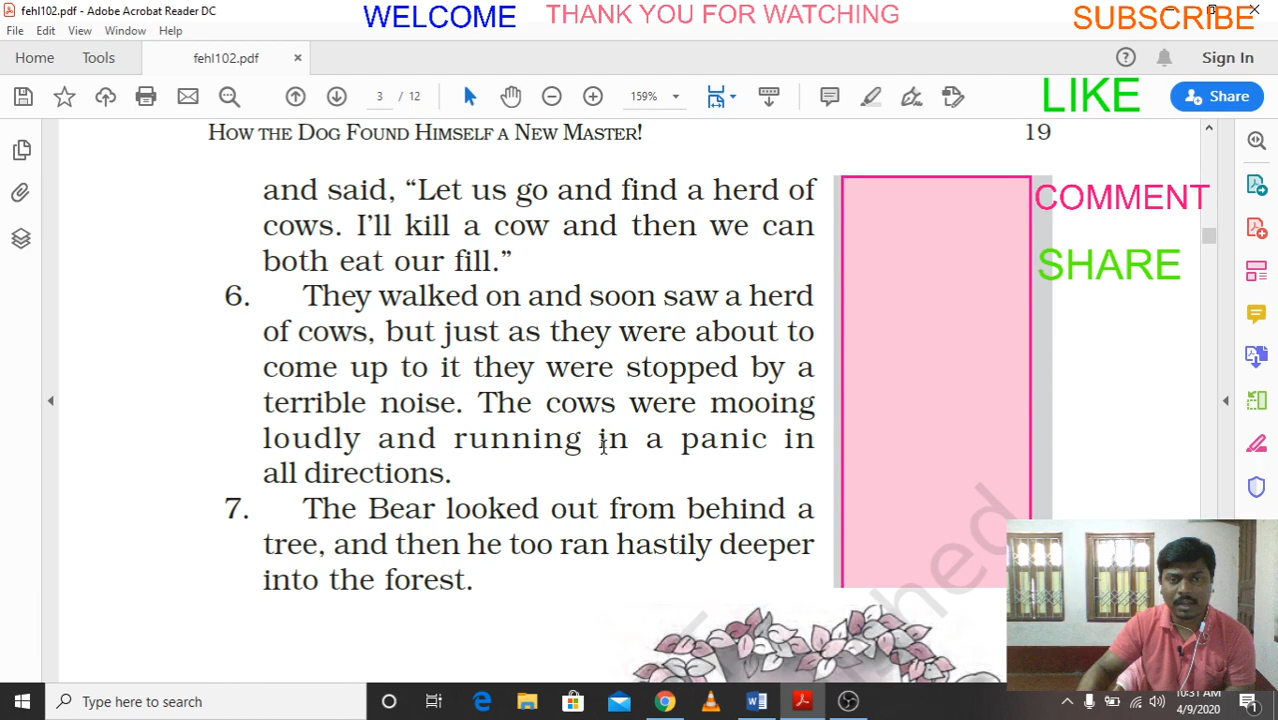 fehl102.pdf - Adobe Acrobat Reader DC
WELCOME
THANK YOU FOR WATCHING
SUBSCRIBE
File Edit View Window Help
Home Tools fehl102.pdf ×
Sign In
3 / 12
159%
LIKE
Share
HOW THE DOG FOUND HIMSELF A NEW MASTER! 19
and said, “Let us go and find a herd of
cows. I’ll kill a cow and then we can
both eat our fill.”
COMMENT
SHARE
6. They walked on and soon saw a herd
of cows, but just as they were about to
come up to it they were stopped by a
terrible noise. The cows were mooing
loudly and running in a panic in
all directions.
7. The Bear looked out from behind a
tree, and then he too ran hastily deeper
into the forest.
Type here to search
10:31 AM
4/9/2020